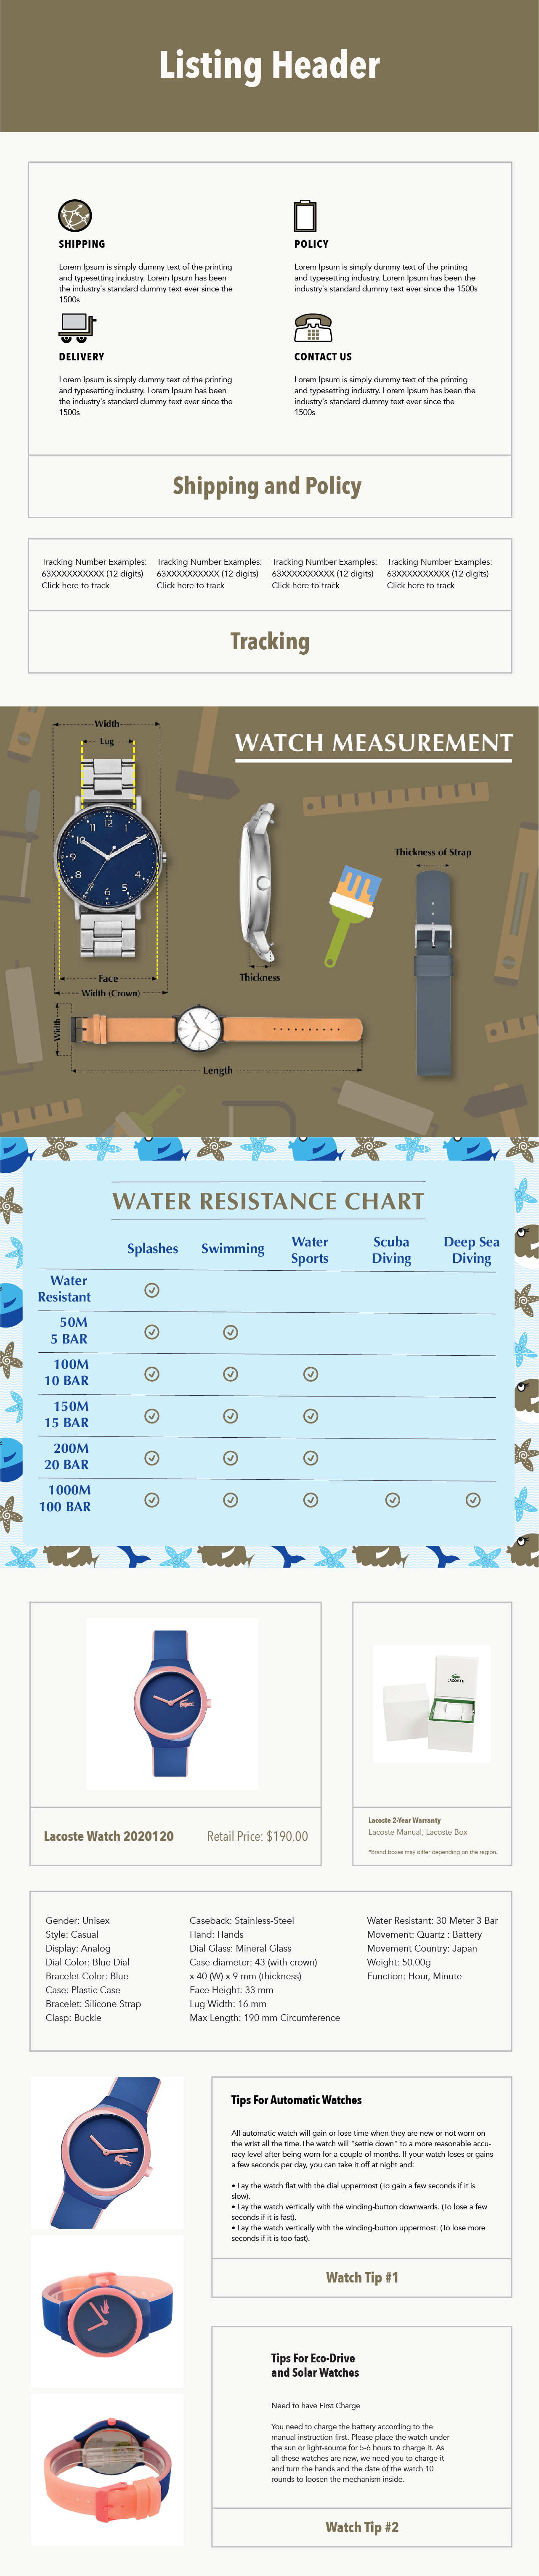 Listing Header
SHIPPING
Lorem Ipsum is simply dummy text of the printing
and typesetting industry. Lorem Ipsum has been
the industry's standard dummy text ever since the
1500s
POLICY
Lorem Ipsum is simply dummy text of the printing
and typesetting industry. Lorem Ipsum has been the
industry's standard dummy text ever since the 1500s
DELIVERY
Lorem Ipsum is simply dummy text of the printing
and typesetting industry. Lorem Ipsum has been
the industry's standard dummy text ever since the
1500s
CONTACT US
Lorem Ipsum is simply dummy text of the printing
and typesetting industry. Lorem Ipsum has been the
industry's standard dummy text ever since the
1500s
Shipping and Policy
Tracking Number Examples:
63XXXXXXXXXX (12 digits)
Click here to track
Tracking Number Examples:
63XXXXXXXXXX (12 digits)
Click here to track
Tracking Number Examples:
63XXXXXXXXXX (12 digits)
Click here to track
Tracking Number Examples:
63XXXXXXXXXX (12 digits)
Click here to track
Tracking
WATCH MEASUREMENT
Width
Lug
Face
Width (Crown)
Thickness
Thickness of Strap
Width
Length
WATER RESISTANCE CHART
Splashes
Swimming
Water
Sports
Scuba
Diving
Deep Sea
Diving
Water
Resistant
50M
5 BAR
100M
10 BAR
150M
15 BAR
200M
20 BAR
1000M
100 BAR
LACOSTE
Lacoste Watch 2020120 Retail Price: $190.00
Lacoste 2-Year Warranty
Lacoste Manual, Lacoste Box
*Brand boxes may differ depending on the region.
Gender: Unisex
Style: Casual
Display: Analog
Dial Color: Blue Dial
Bracelet Color: Blue
Case: Plastic Case
Bracelet: Silicone Strap
Clasp: Buckle
Caseback: Stainless-Steel
Hand: Hands
Dial Glass: Mineral Glass
Case diameter: 43 (with crown)
x 40 (W) x 9 mm (thickness)
Face Height: 33 mm
Lug Width: 16 mm
Max Length: 190 mm Circumference
Water Resistant: 30 Meter 3 Bar
Movement: Quartz : Battery
Movement Country: Japan
Weight: 50.00g
Function: Hour, Minute
Tips For Automatic Watches
All automatic watch will gain or lose time when they are new or not worn on
the wrist all the time.The watch will "settle down" to a more reasonable accu-
racy level after being worn for a couple of months. If your watch loses or gains
a few seconds per day, you can take it off at night and:
• Lay the watch flat with the dial uppermost (To gain a few seconds if it is
slow).
• Lay the watch vertically with the winding-button downwards. (To lose a few
seconds if it is fast).
• Lay the watch vertically with the winding-button uppermost. (To lose more
seconds if it is too fast).
Watch Tip #1
Tips For Eco-Drive
and Solar Watches
Need to have First Charge
You need to charge the battery according to the
manual instruction first. Please place the watch under
the sun or light-source for 5-6 hours to charge it. As
all these watches are new, we need you to charge it
and turn the hands and the date of the watch 10
rounds to loosen the mechanism inside.
Watch Tip #2